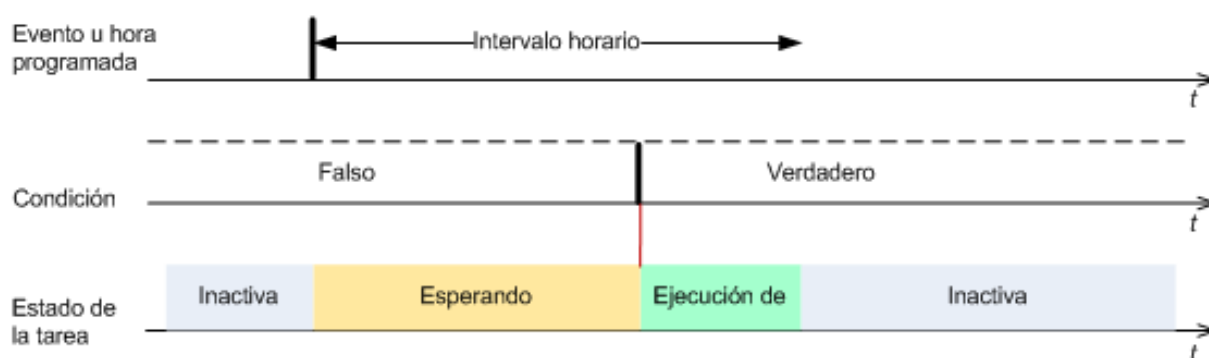 Evento u hora
programada
Intervalo horario
t
Falso
Verdadero
Condición
t
Inactiva
Esperando
Ejecución de
Inactiva
Estado de
la tarea
t